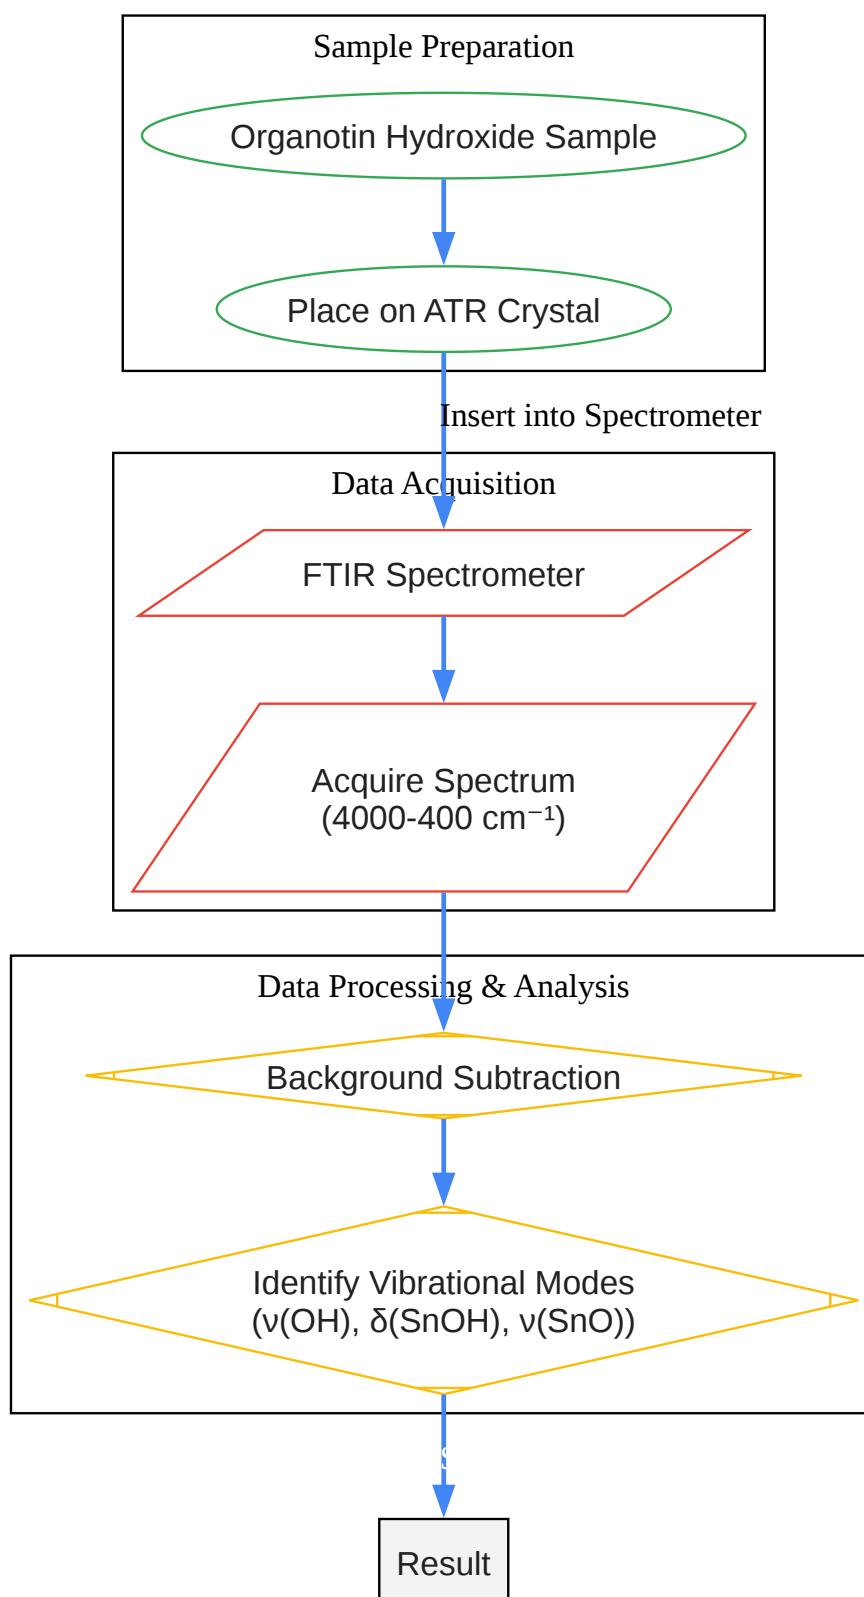 Sample Preparation
Organotin Hydroxide Sample
Place on ATR Crystal
Insert into Spectrometer
Data Acquisition
FTIR Spectrometer
Acquire Spectrum
(4000-400 cm⁻¹)
Data Processing & Analysis
Background Subtraction
Identify Vibrational Modes
(ν(OH), δ(SnOH), ν(SnO))
Result